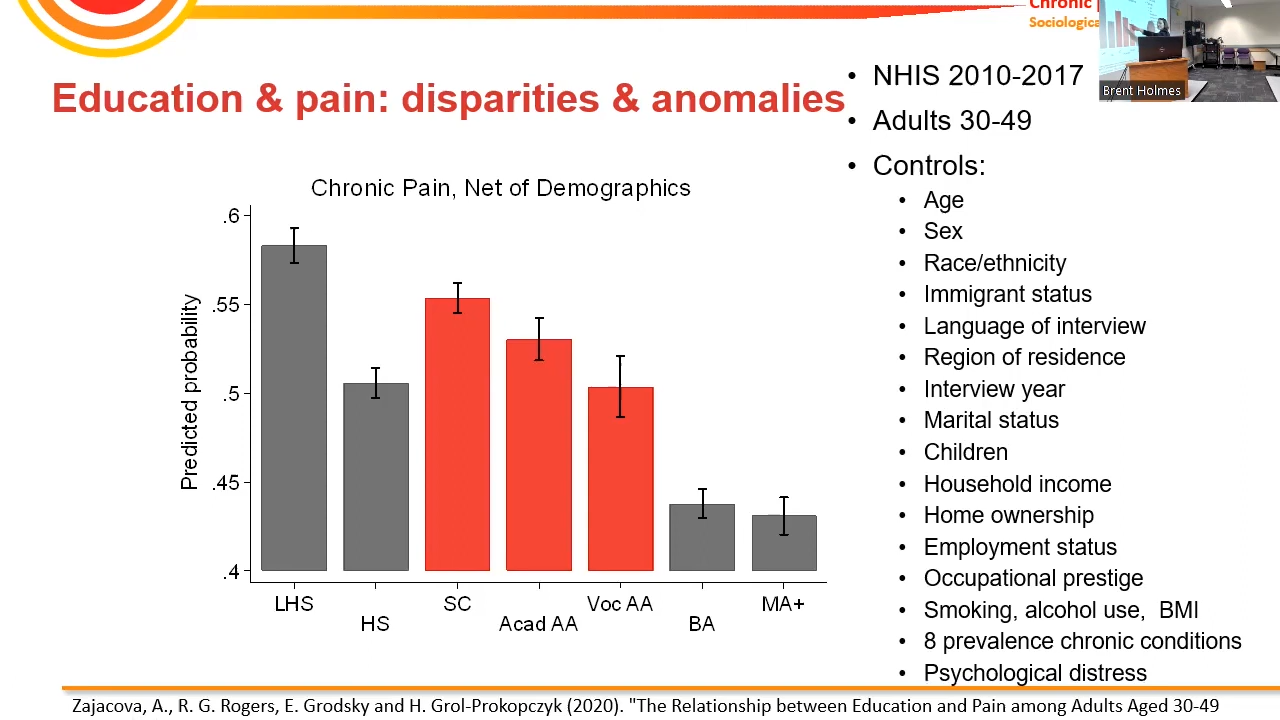 Chronic
Sociologica
Brent Holmes
Education & pain: disparities & anomalies
Chronic Pain, Net of Demographics
Predicted probability
.6
.55
.5
.45
.4
LHS
HS
SC
Acad AA
Voc AA
BA
MA+
• NHIS 2010-2017
• Adults 30-49
• Controls:
• Age
• Sex
• Race/ethnicity
• Immigrant status
• Language of interview
• Region of residence
• Interview year
• Marital status
• Children
• Household income
• Home ownership
• Employment status
• Occupational prestige
• Smoking, alcohol use, BMI
• 8 prevalence chronic conditions
• Psychological distress
Zajacova, A., R. G. Rogers, E. Grodsky and H. Grol-Prokopczyk (2020). "The Relationship between Education and Pain among Adults Aged 30-49